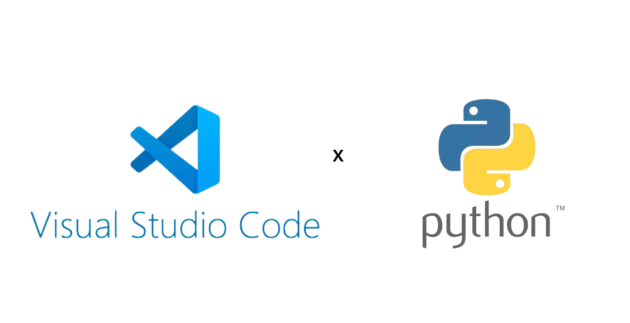 Visual Studio Code
x
python™